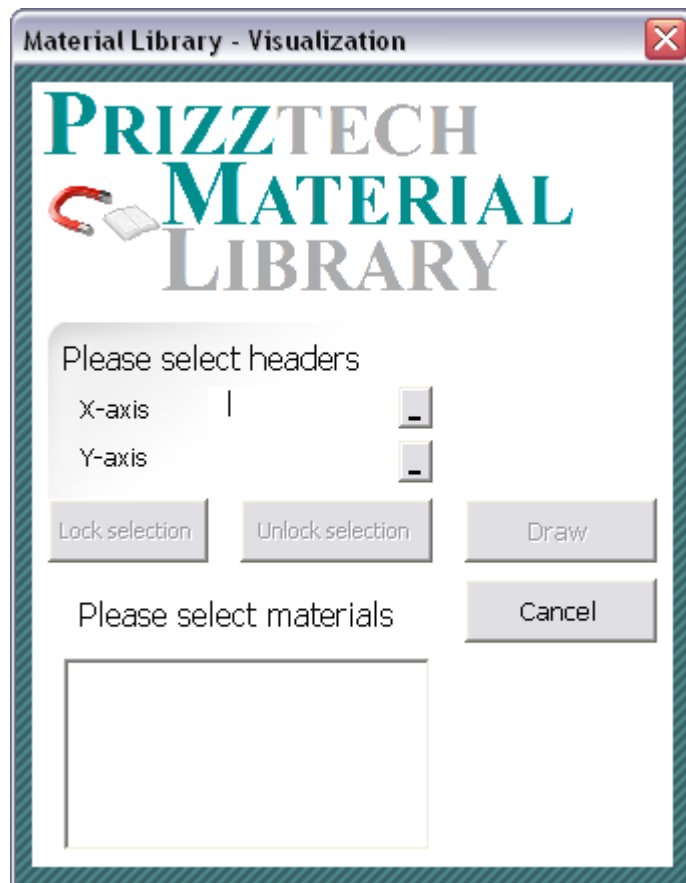 Material Library - Visualization
PRIZZTECH
MATERIAL
LIBRARY
Please select headers
X-axis
Y-axis
Lock selection Unlock selection Draw
Please select materials
Cancel